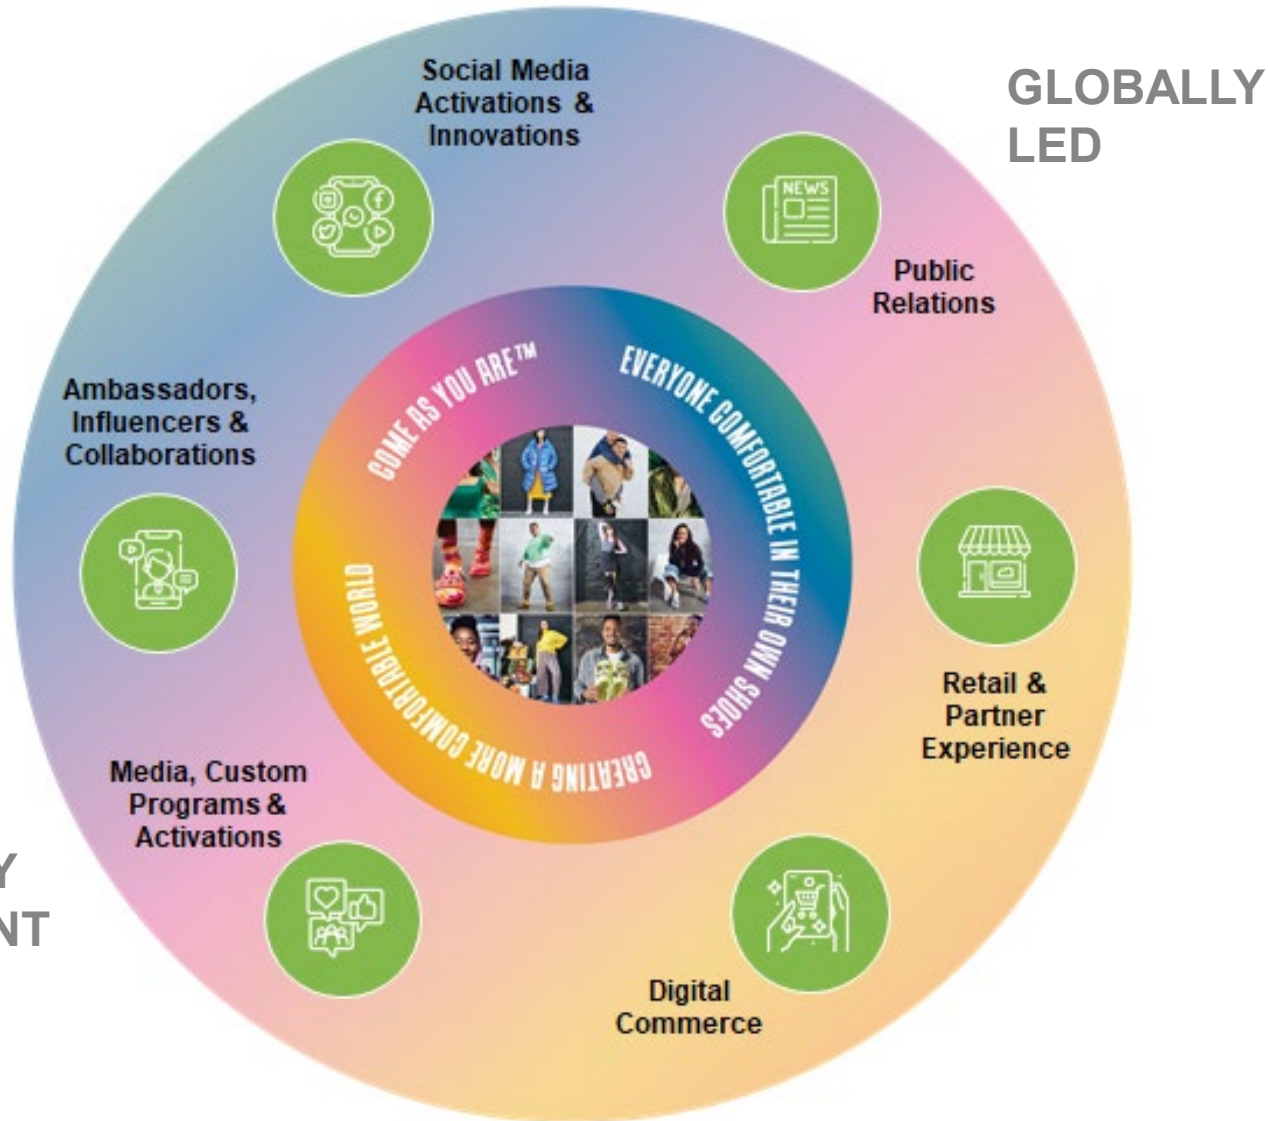 Social Media
Activations &
Innovations
GLOBALLY
LED
NEWS
Public
Relations
Ambassadors,
Influencers &
Collaborations
COME AS YOU ARE™
EVERYONE COMFORTABLE IN THEIR OWN SHOES
CREATING A MORE COMFORTABLE WORLD
Retail &
Partner
Experience
Media, Custom
Programs &
Activations
Y
NT
Digital
Commerce